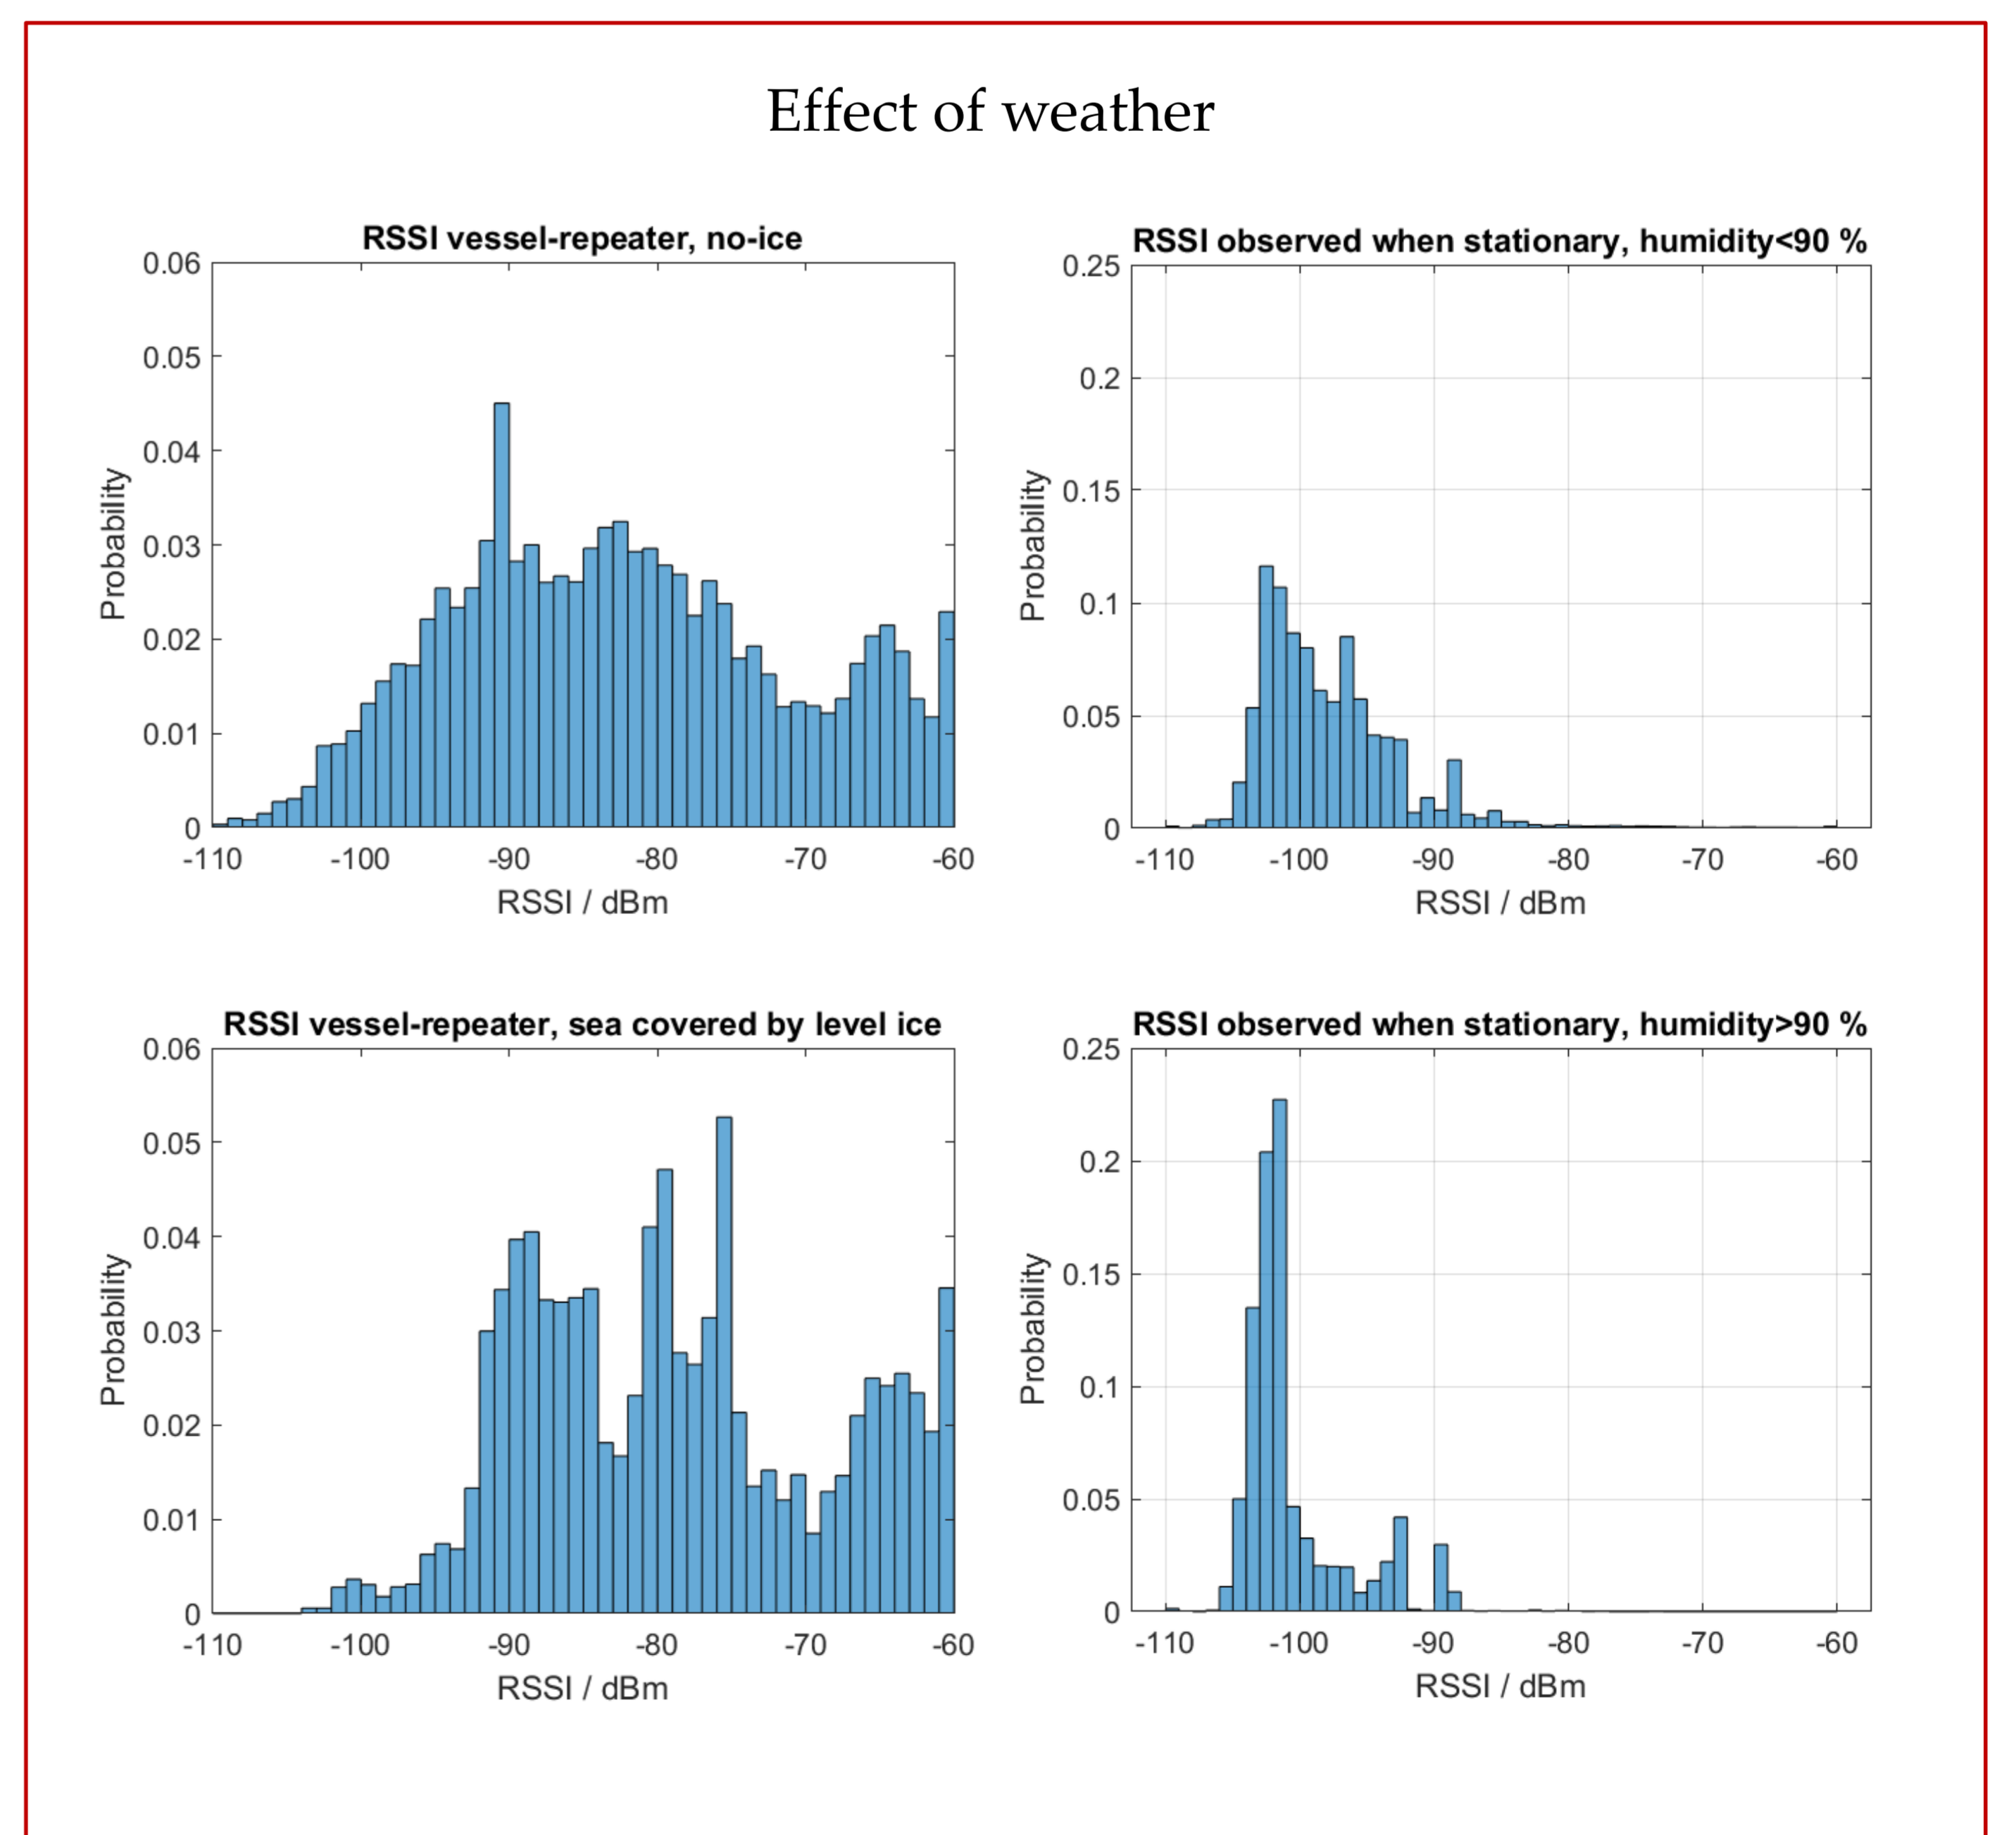 Effect of weather
RSSI vessel-repeater, no-ice
0.06
0.05
0.04
0.03
0.02
0.01
0
Probability
-110 -100 -90 -80 -70 -60
RSSI / dBm
RSSI observed when stationary, humidity<90 %
0.25
0.2
0.15
0.1
0.05
0
Probability
-110 -100 -90 -80 -70 -60
RSSI / dBm
RSSI vessel-repeater, sea covered by level ice
0.06
0.05
0.04
0.03
0.02
0.01
0
Probability
-110 -100 -90 -80 -70 -60
RSSI / dBm
RSSI observed when stationary, humidity>90 %
0.25
0.2
0.15
0.1
0.05
0
Probability
-110 -100 -90 -80 -70 -60
RSSI / dBm